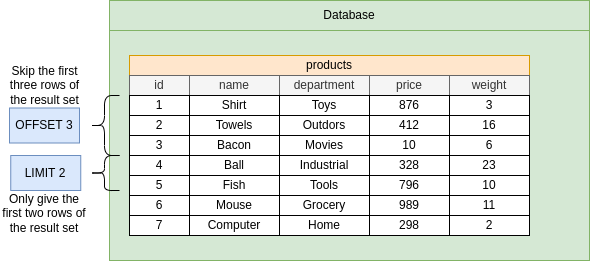 Database
products
id name department price weight
1 Shirt Toys 876 3
2 Towels Outdors 412 16
3 Bacon Movies 10 6
4 Ball Industrial 328 23
5 Fish Tools 796 10
6 Mouse Grocery 989 11
7 Computer Home 298 2
Skip the first
three rows of
the result set
OFFSET 3
LIMIT 2
Only give the
first two rows of
the result set